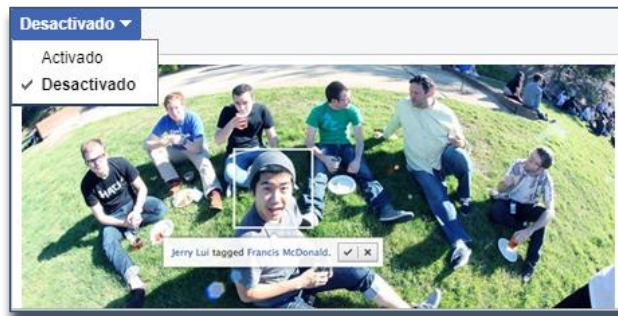 Desactivado
Activado
Desactivado
Jerry Lui tagged Francis McDonald.